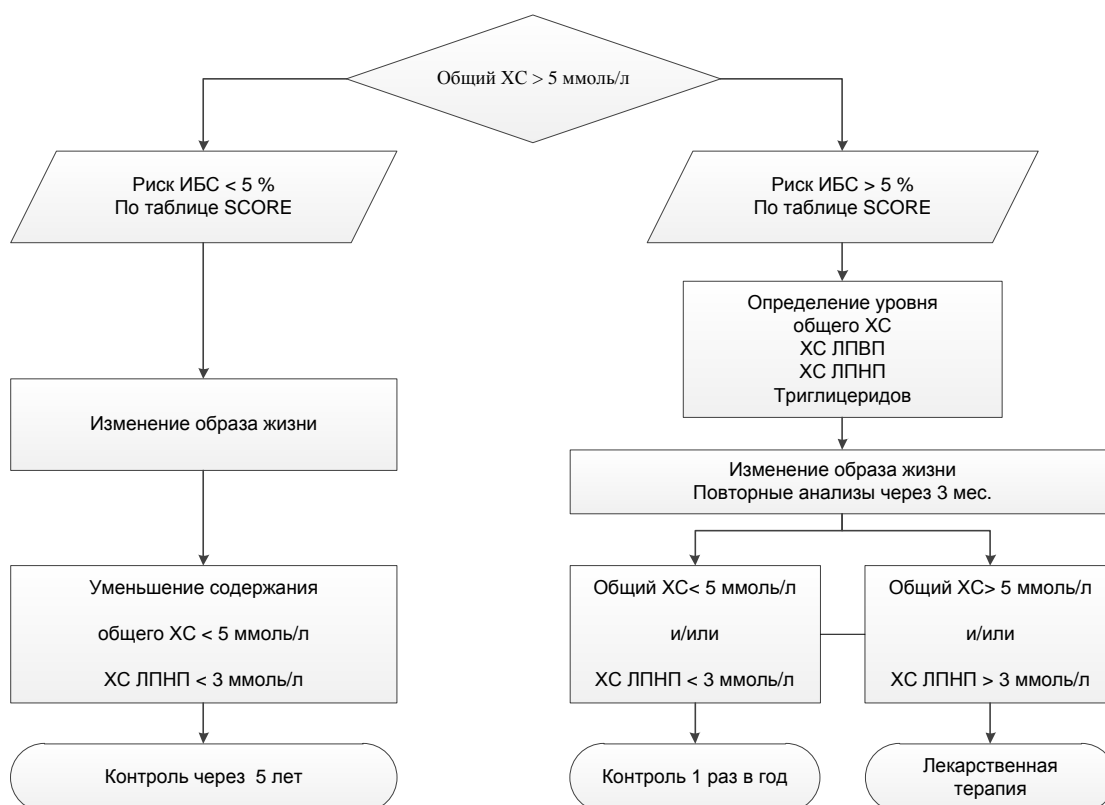 Общий ХС > 5 ммоль/л
Риск ИБС < 5 %
По таблице SCORE
Риск ИБС > 5 %
По таблице SCORE
Определение уровня
общего ХС
ХС ЛПВП
ХС ЛПНП
Триглицеридов
Изменение образа жизни
Изменение образа жизни
Повторные анализы через 3 мес.
Уменьшение содержания
общего ХС < 5 ммоль/л
ХС ЛПНП < 3 ммоль/л
Общий ХС< 5 ммоль/л
и/или
ХС ЛПНП < 3 ммоль/л
Общий ХС> 5 ммоль/л
и/или
ХС ЛПНП > 3 ммоль/л
Контроль через 5 лет
Контроль 1 раз в год
Лекарственная
терапия